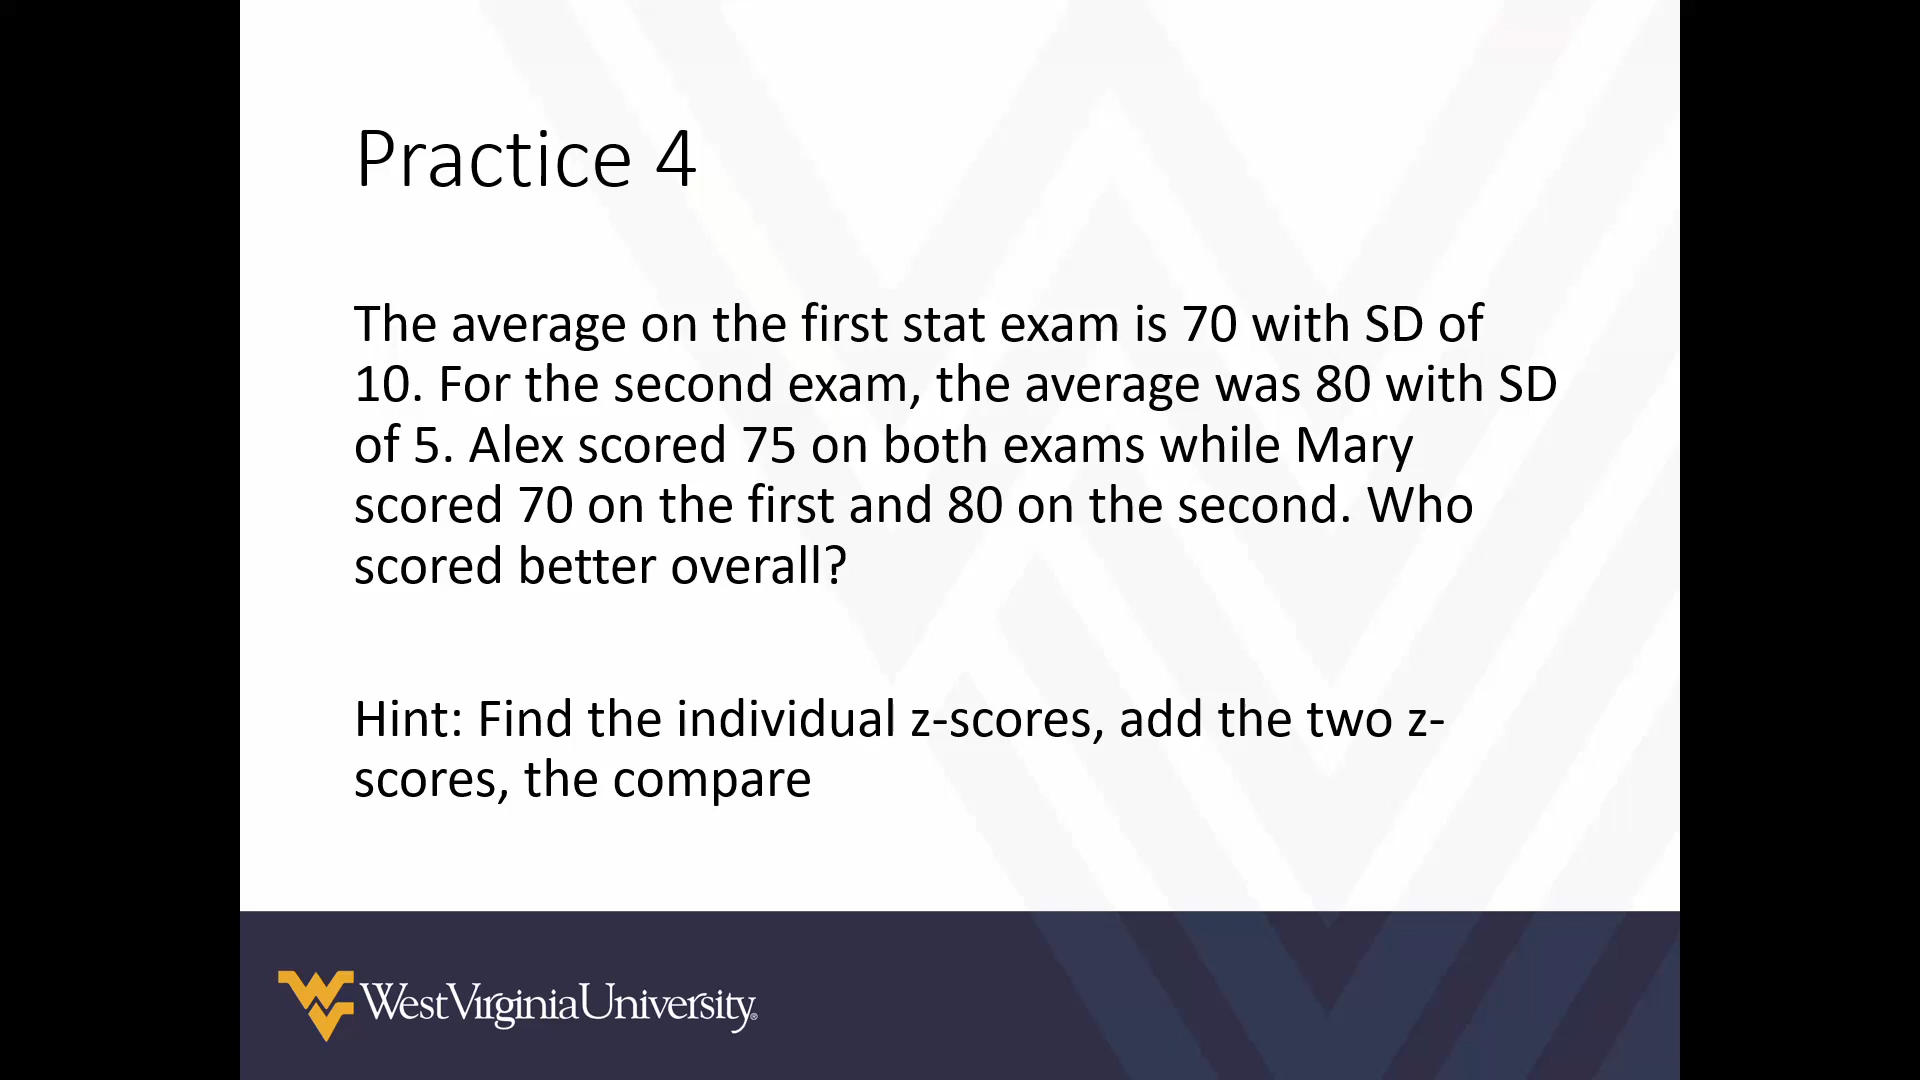 Practice 4
The average on the first stat exam is 70 with SD of
10. For the second exam, the average was 80 with SD
of 5. Alex scored 75 on both exams while Mary
scored 70 on the first and 80 on the second. Who
scored better overall?
Hint: Find the individual z-scores, add the two z-
scores, the compare
WestVirginiaUniversity®